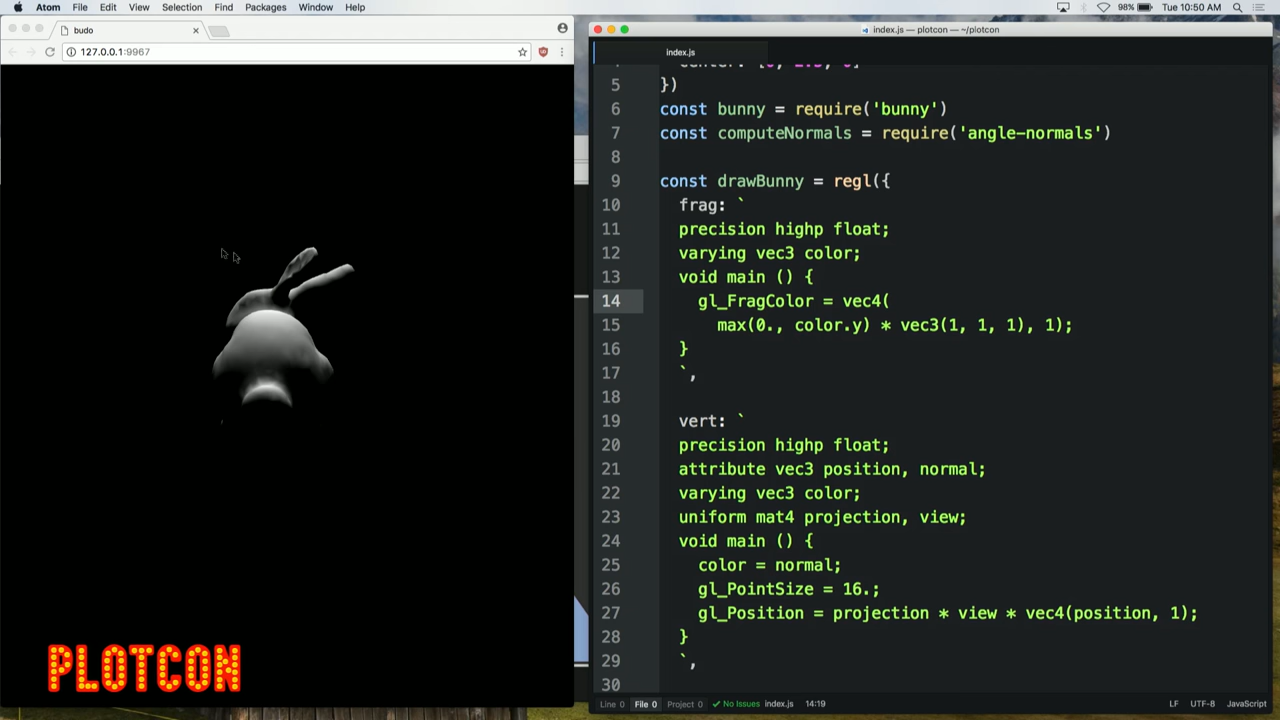 Atom File Edit View Selection Find Packages Window Help
98% Tue 10:50 AM
budo
127.0.0.1:9967
index.js — plotcon — ~/plotcon
index.js
5 })
6 const bunny = require('bunny')
7 const computeNormals = require('angle-normals')
8
9 const drawBunny = regl({
10 frag: `
11 precision highp float;
12 varying vec3 color;
13 void main () {
14 gl_FragColor = vec4(
15 max(0., color.y) * vec3(1, 1, 1), 1);
16 }
17 `,
18
19 vert: `
20 precision highp float;
21 attribute vec3 position, normal;
22 varying vec3 color;
23 uniform mat4 projection, view;
24 void main () {
25 color = normal;
26 gl_PointSize = 16.;
27 gl_Position = projection * view * vec4(position, 1);
28 }
29 `,
30
Line 0 File 0 Project 0 No Issues index.js 14:19 LF UTF-8 JavaScript
PLOTCON